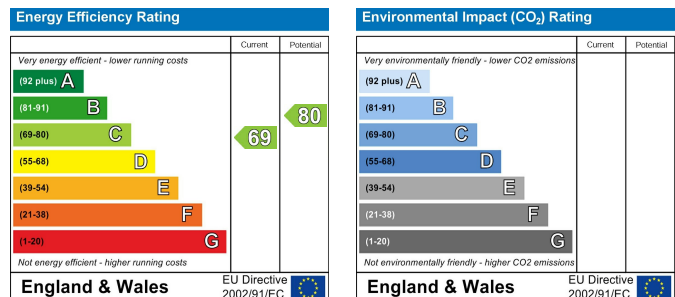 Energy Efficiency Rating
Current Potential
Very energy efficient - lower running costs
(92 plus) A
(81-91) B
(69-80) C
(55-68) D
(39-54) E
(21-38) F
(1-20) G
69
80
Not energy efficient - higher running costs
England & Wales
EU Directive
2002/91/EC
Environmental Impact (CO₂) Rating
Current Potential
Very environmentally friendly - lower CO2 emissions
(92 plus) A
(81-91) B
(69-80) C
(55-68) D
(39-54) E
(21-38) F
(1-20) G
Not environmentally friendly - higher CO2 emissions
England & Wales
EU Directive
2002/91/EC